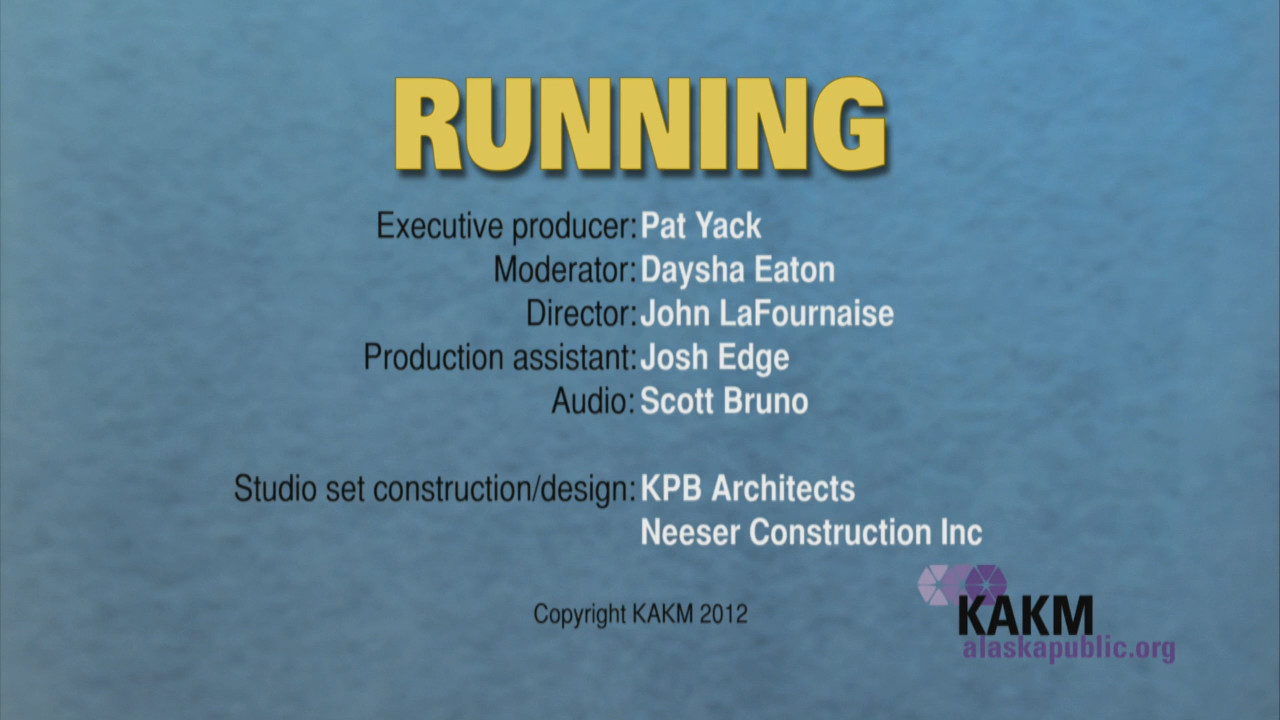 RUNNING
Executive producer: Pat Yack
Moderator: Daysha Eaton
Director: John LaFournaise
Production assistant: Josh Edge
Audio: Scott Bruno
Studio set construction/design: KPB Architects
Neeser Construction Inc
Copyright KAKM 2012
KAKM
alaskapublic.org